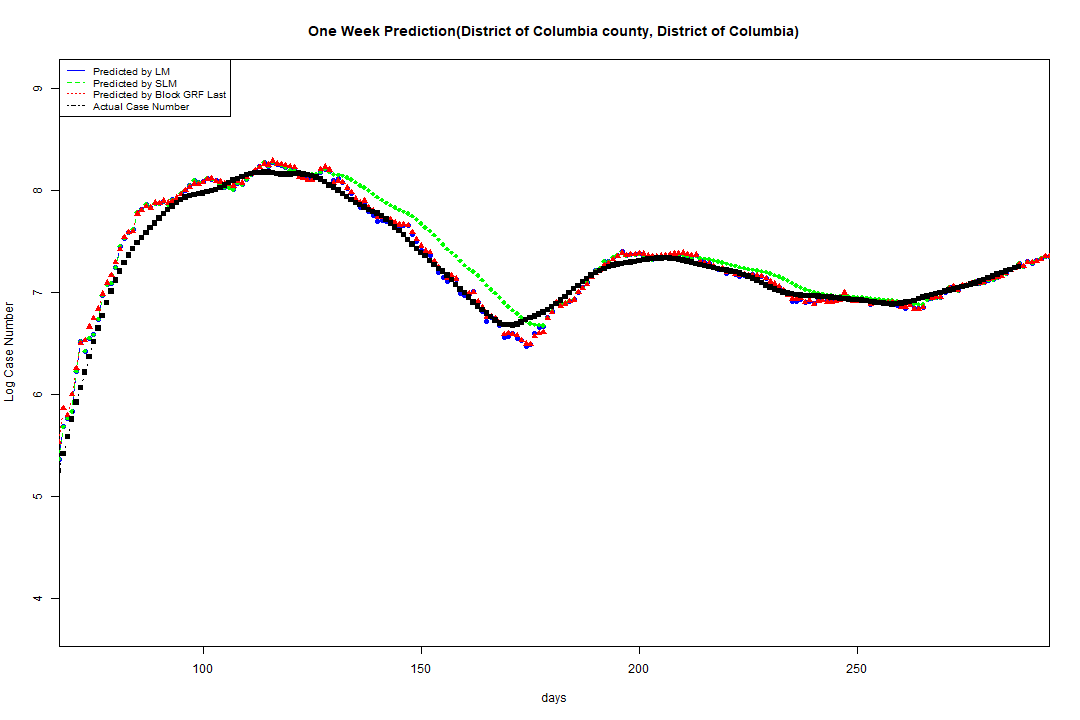 One Week Prediction(District of Columbia county, District of Columbia)
Predicted by LM
Predicted by SLM
Predicted by Block GRF Last
Actual Case Number
9
8
7
6
5
4
Log Case Number
100
150
200
250
days